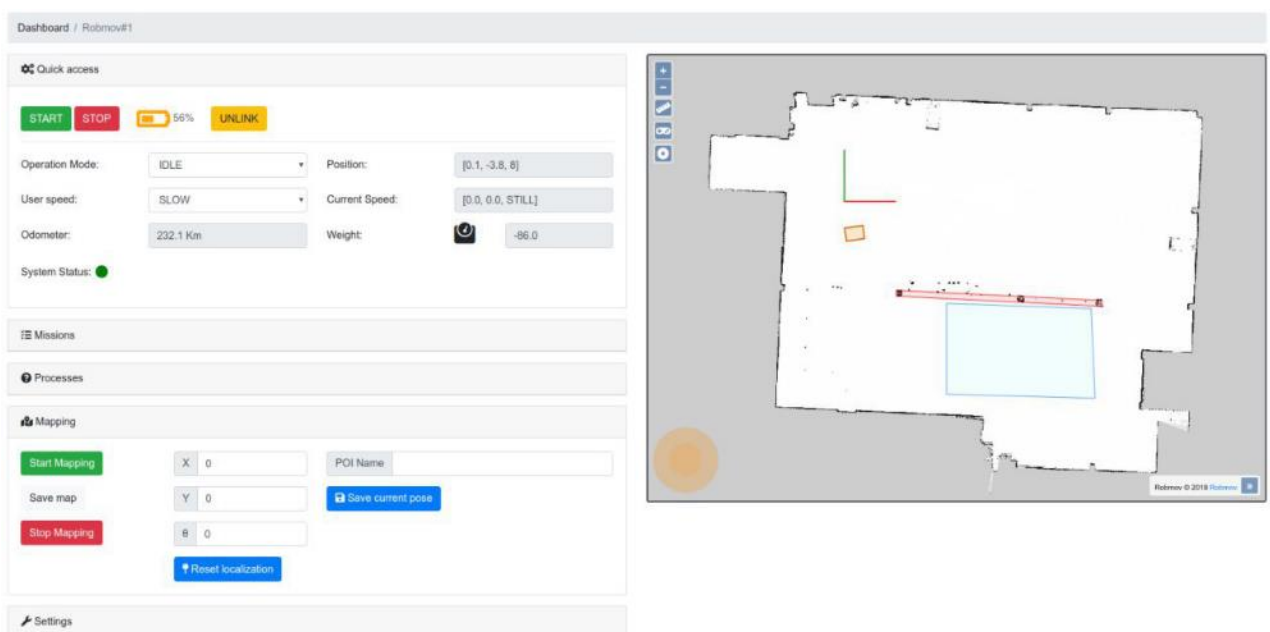 Dashboard / Robmov#1
Quick access
START STOP 56% UNLINK
Operation Mode: IDLE Position: [0.1, -3.8, 8]
User speed: SLOW Current Speed: [0.0, 0.0, STILL]
Odometer: 232.1 Km Weight: -86.0
System Status:
Missions
Processes
Mapping
Start Mapping X 0 POI Name
Save map Y 0 Save current pose
Stop Mapping θ 0
Reset localization
Settings
+
−
Robmov © 2018 Robmov »